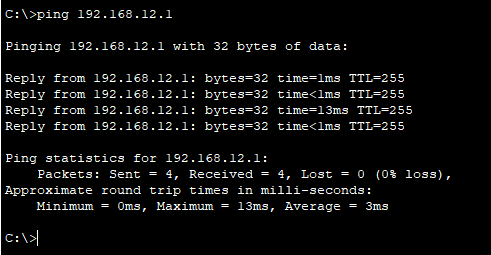 C:\>ping 192.168.12.1
Pinging 192.168.12.1 with 32 bytes of data:
Reply from 192.168.12.1: bytes=32 time=1ms TTL=255
Reply from 192.168.12.1: bytes=32 time<1ms TTL=255
Reply from 192.168.12.1: bytes=32 time=13ms TTL=255
Reply from 192.168.12.1: bytes=32 time<1ms TTL=255
Ping statistics for 192.168.12.1:
    Packets: Sent = 4, Received = 4, Lost = 0 (0% loss),
Approximate round trip times in milli-seconds:
    Minimum = 0ms, Maximum = 13ms, Average = 3ms
C:\>